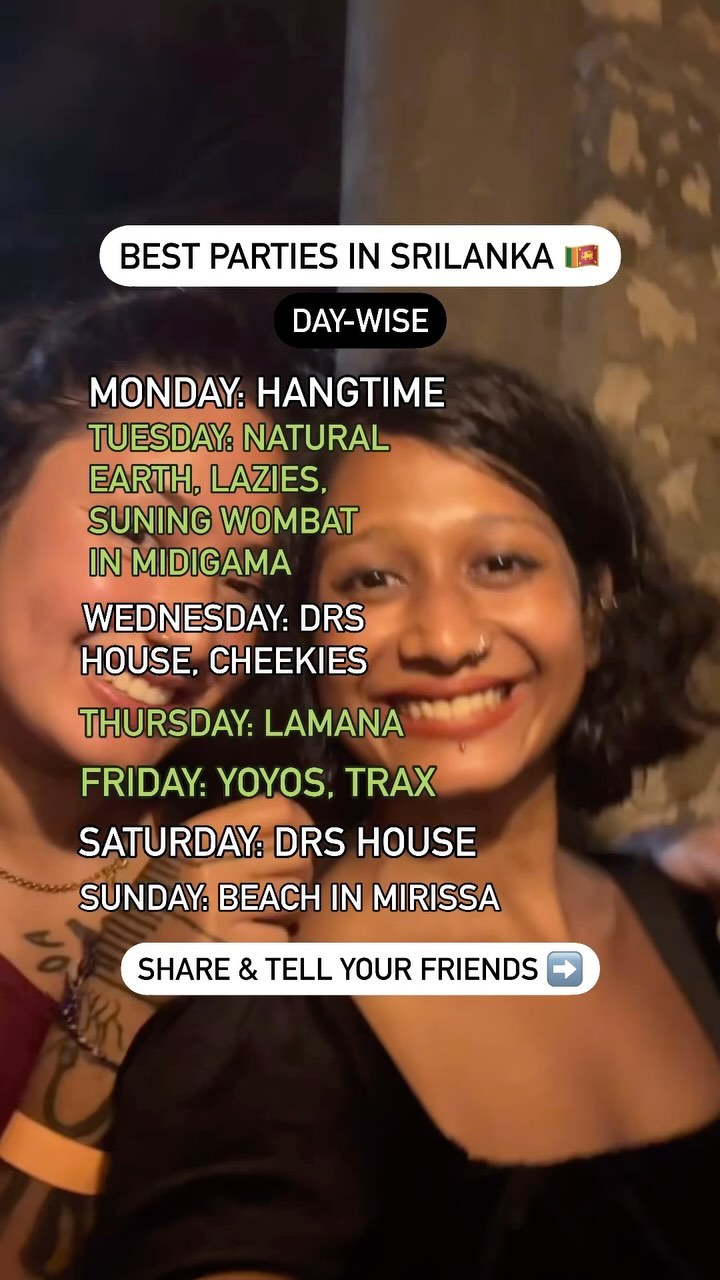 BEST PARTIES IN SRILANKA 🇱🇰
DAY-WISE
MONDAY: HANGTIME
TUESDAY: NATURAL
EARTH, LAZIES,
SUNING WOMBAT
IN MIDIGAMA
WEDNESDAY: DRS
HOUSE, CHEEKIES
THURSDAY: LAMANA
FRIDAY: YOYOS, TRAX
SATURDAY: DRS HOUSE
SUNDAY: BEACH IN MIRISSA
SHARE & TELL YOUR FRIENDS ➡️